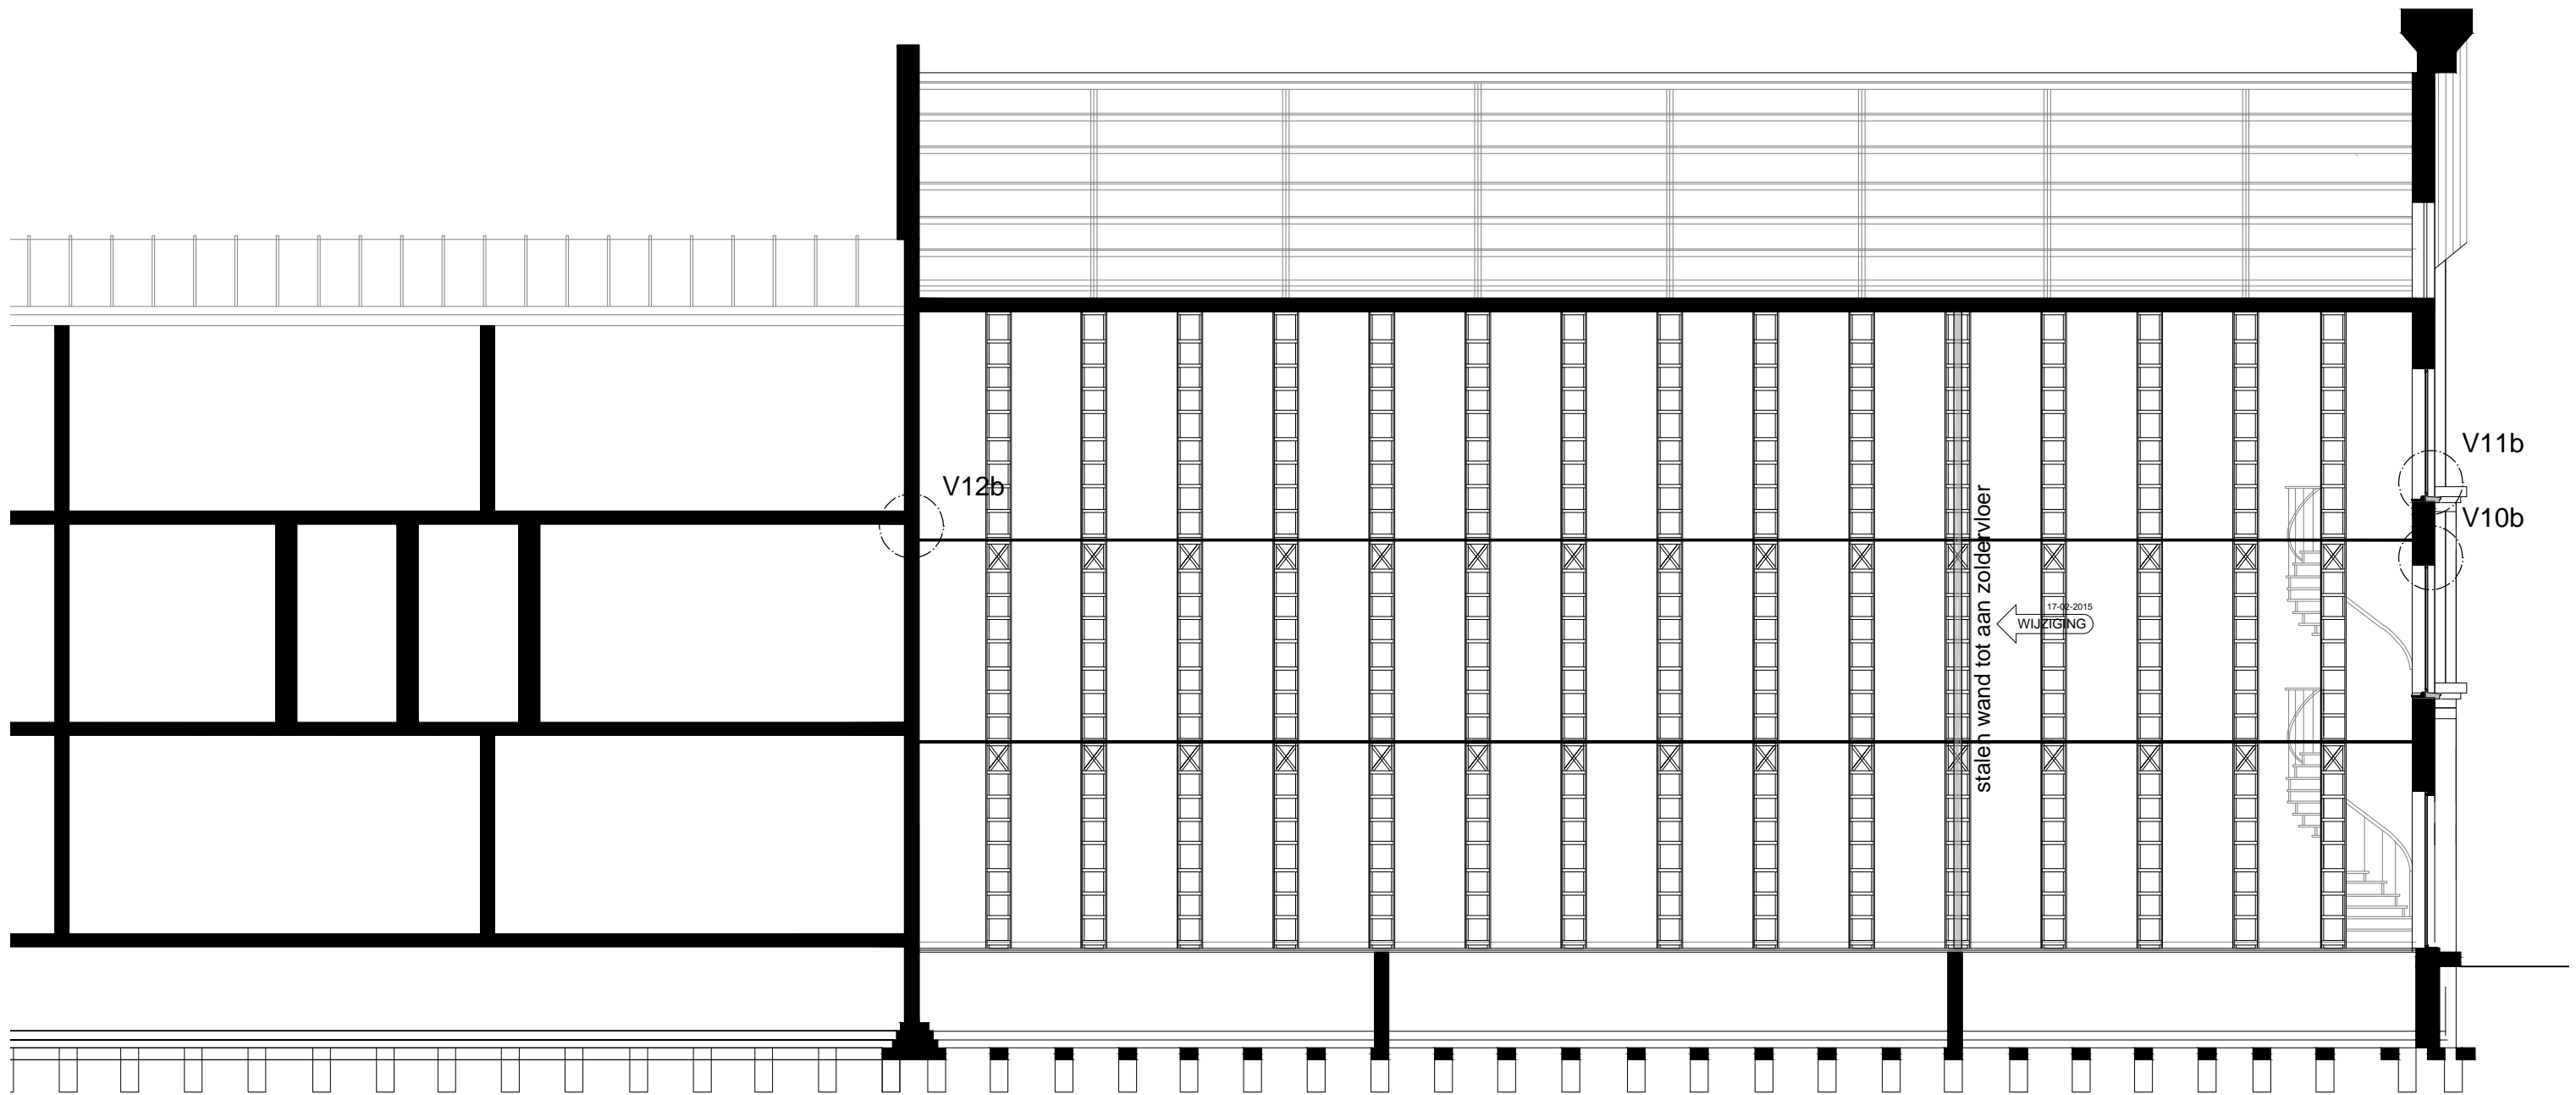 V11b
V12b
V10b
stalen wand tot aan zoldervloer
17-02-2015
WIJZIGING